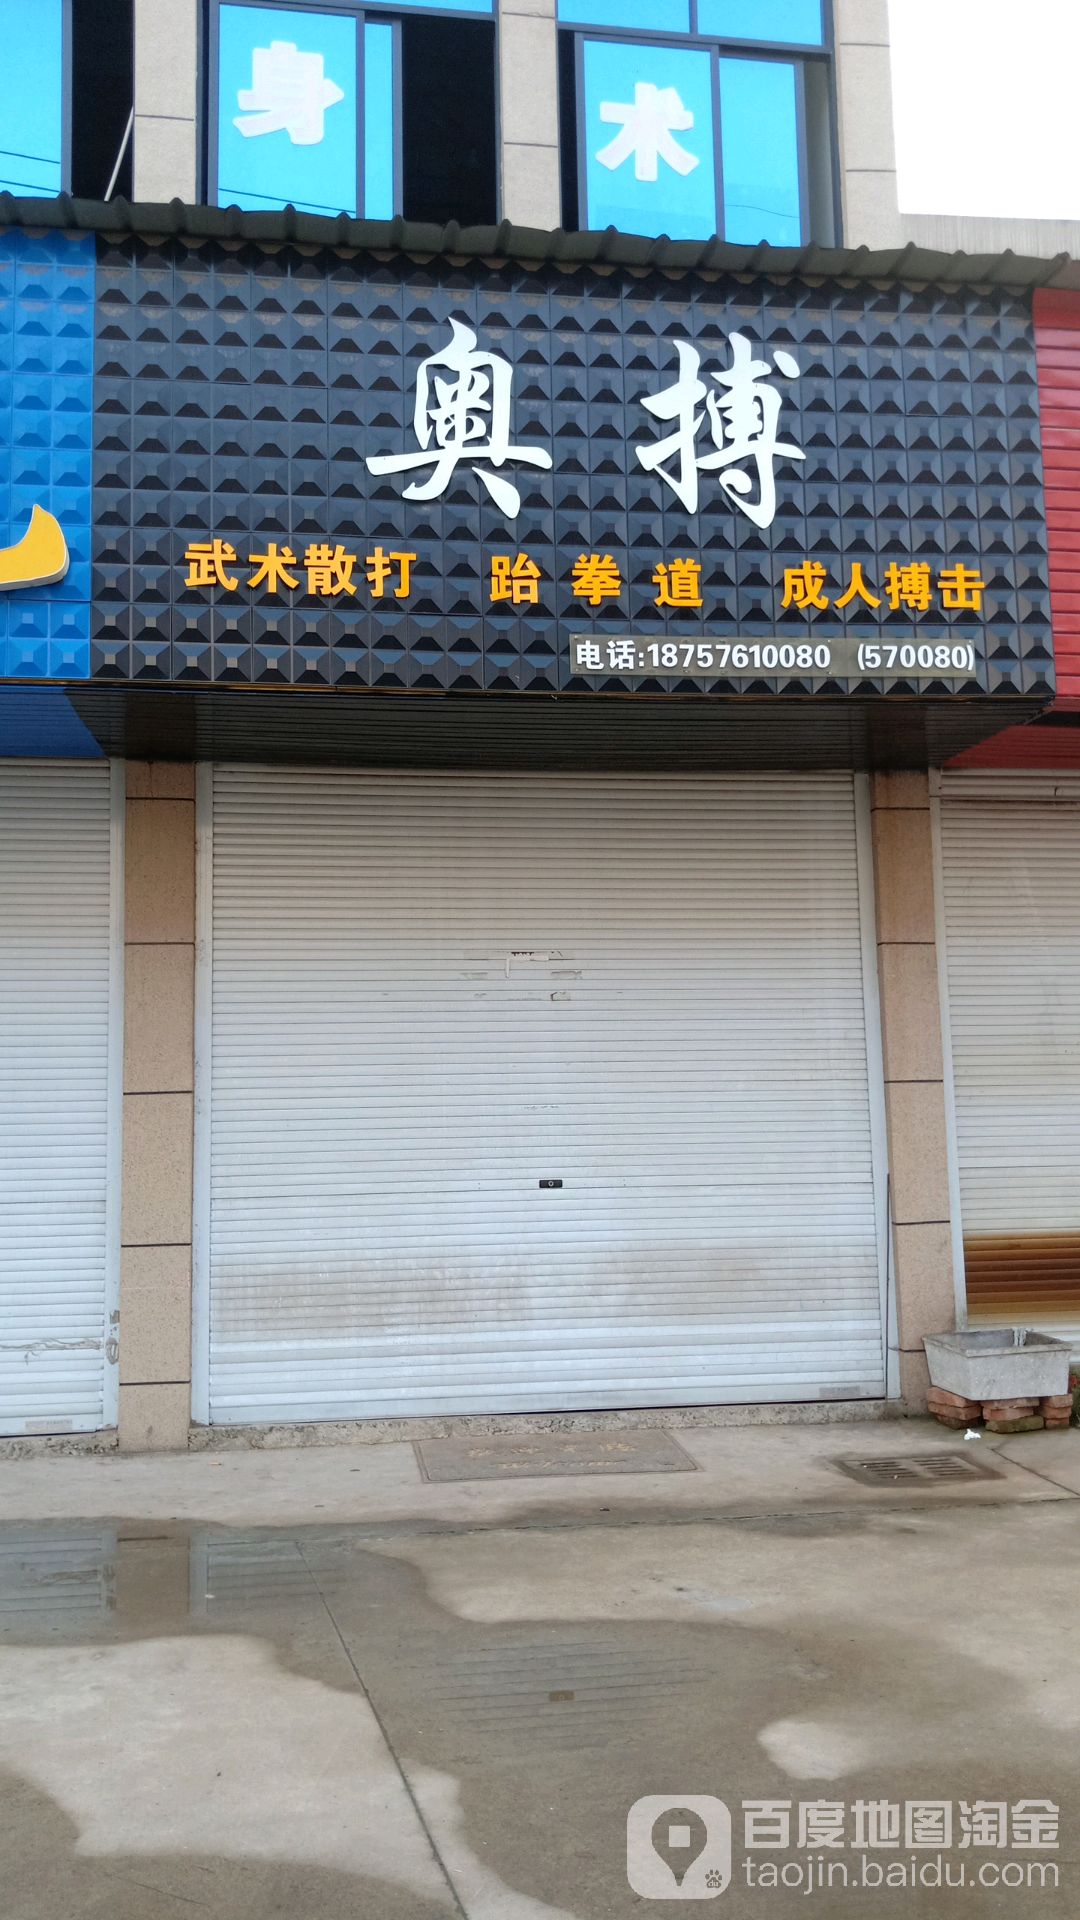 身 术
奥搏
武术散打 跆拳道 成人搏击
电话:18757610080 (570080)
百度地图淘金
taojin.baidu.com